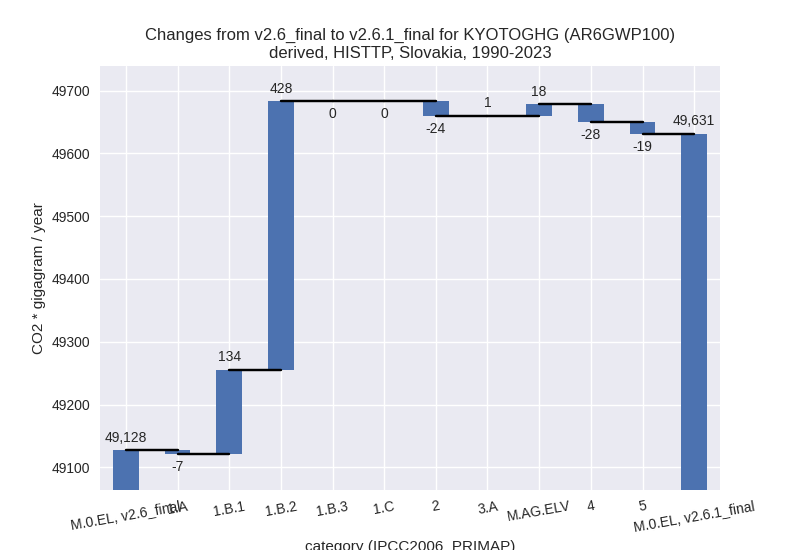 Changes from v2.6_final to v2.6.1_final for KYOTOGHG (AR6GWP100)
derived, HISTTP, Slovakia, 1990-2023
CO2 * gigagram / year
49700
49600
49500
49400
49300
49200
49100
49,128
-7
134
428
0
0
-24
1
18
-28
-19
49,631
M.0.EL, v2.6_final
1.A
1.B.1
1.B.2
1.B.3
1.C
2
3.A
M.AG.ELV
4
5
M.0.EL, v2.6.1_final
category (IPCC2006_PRIMAP)